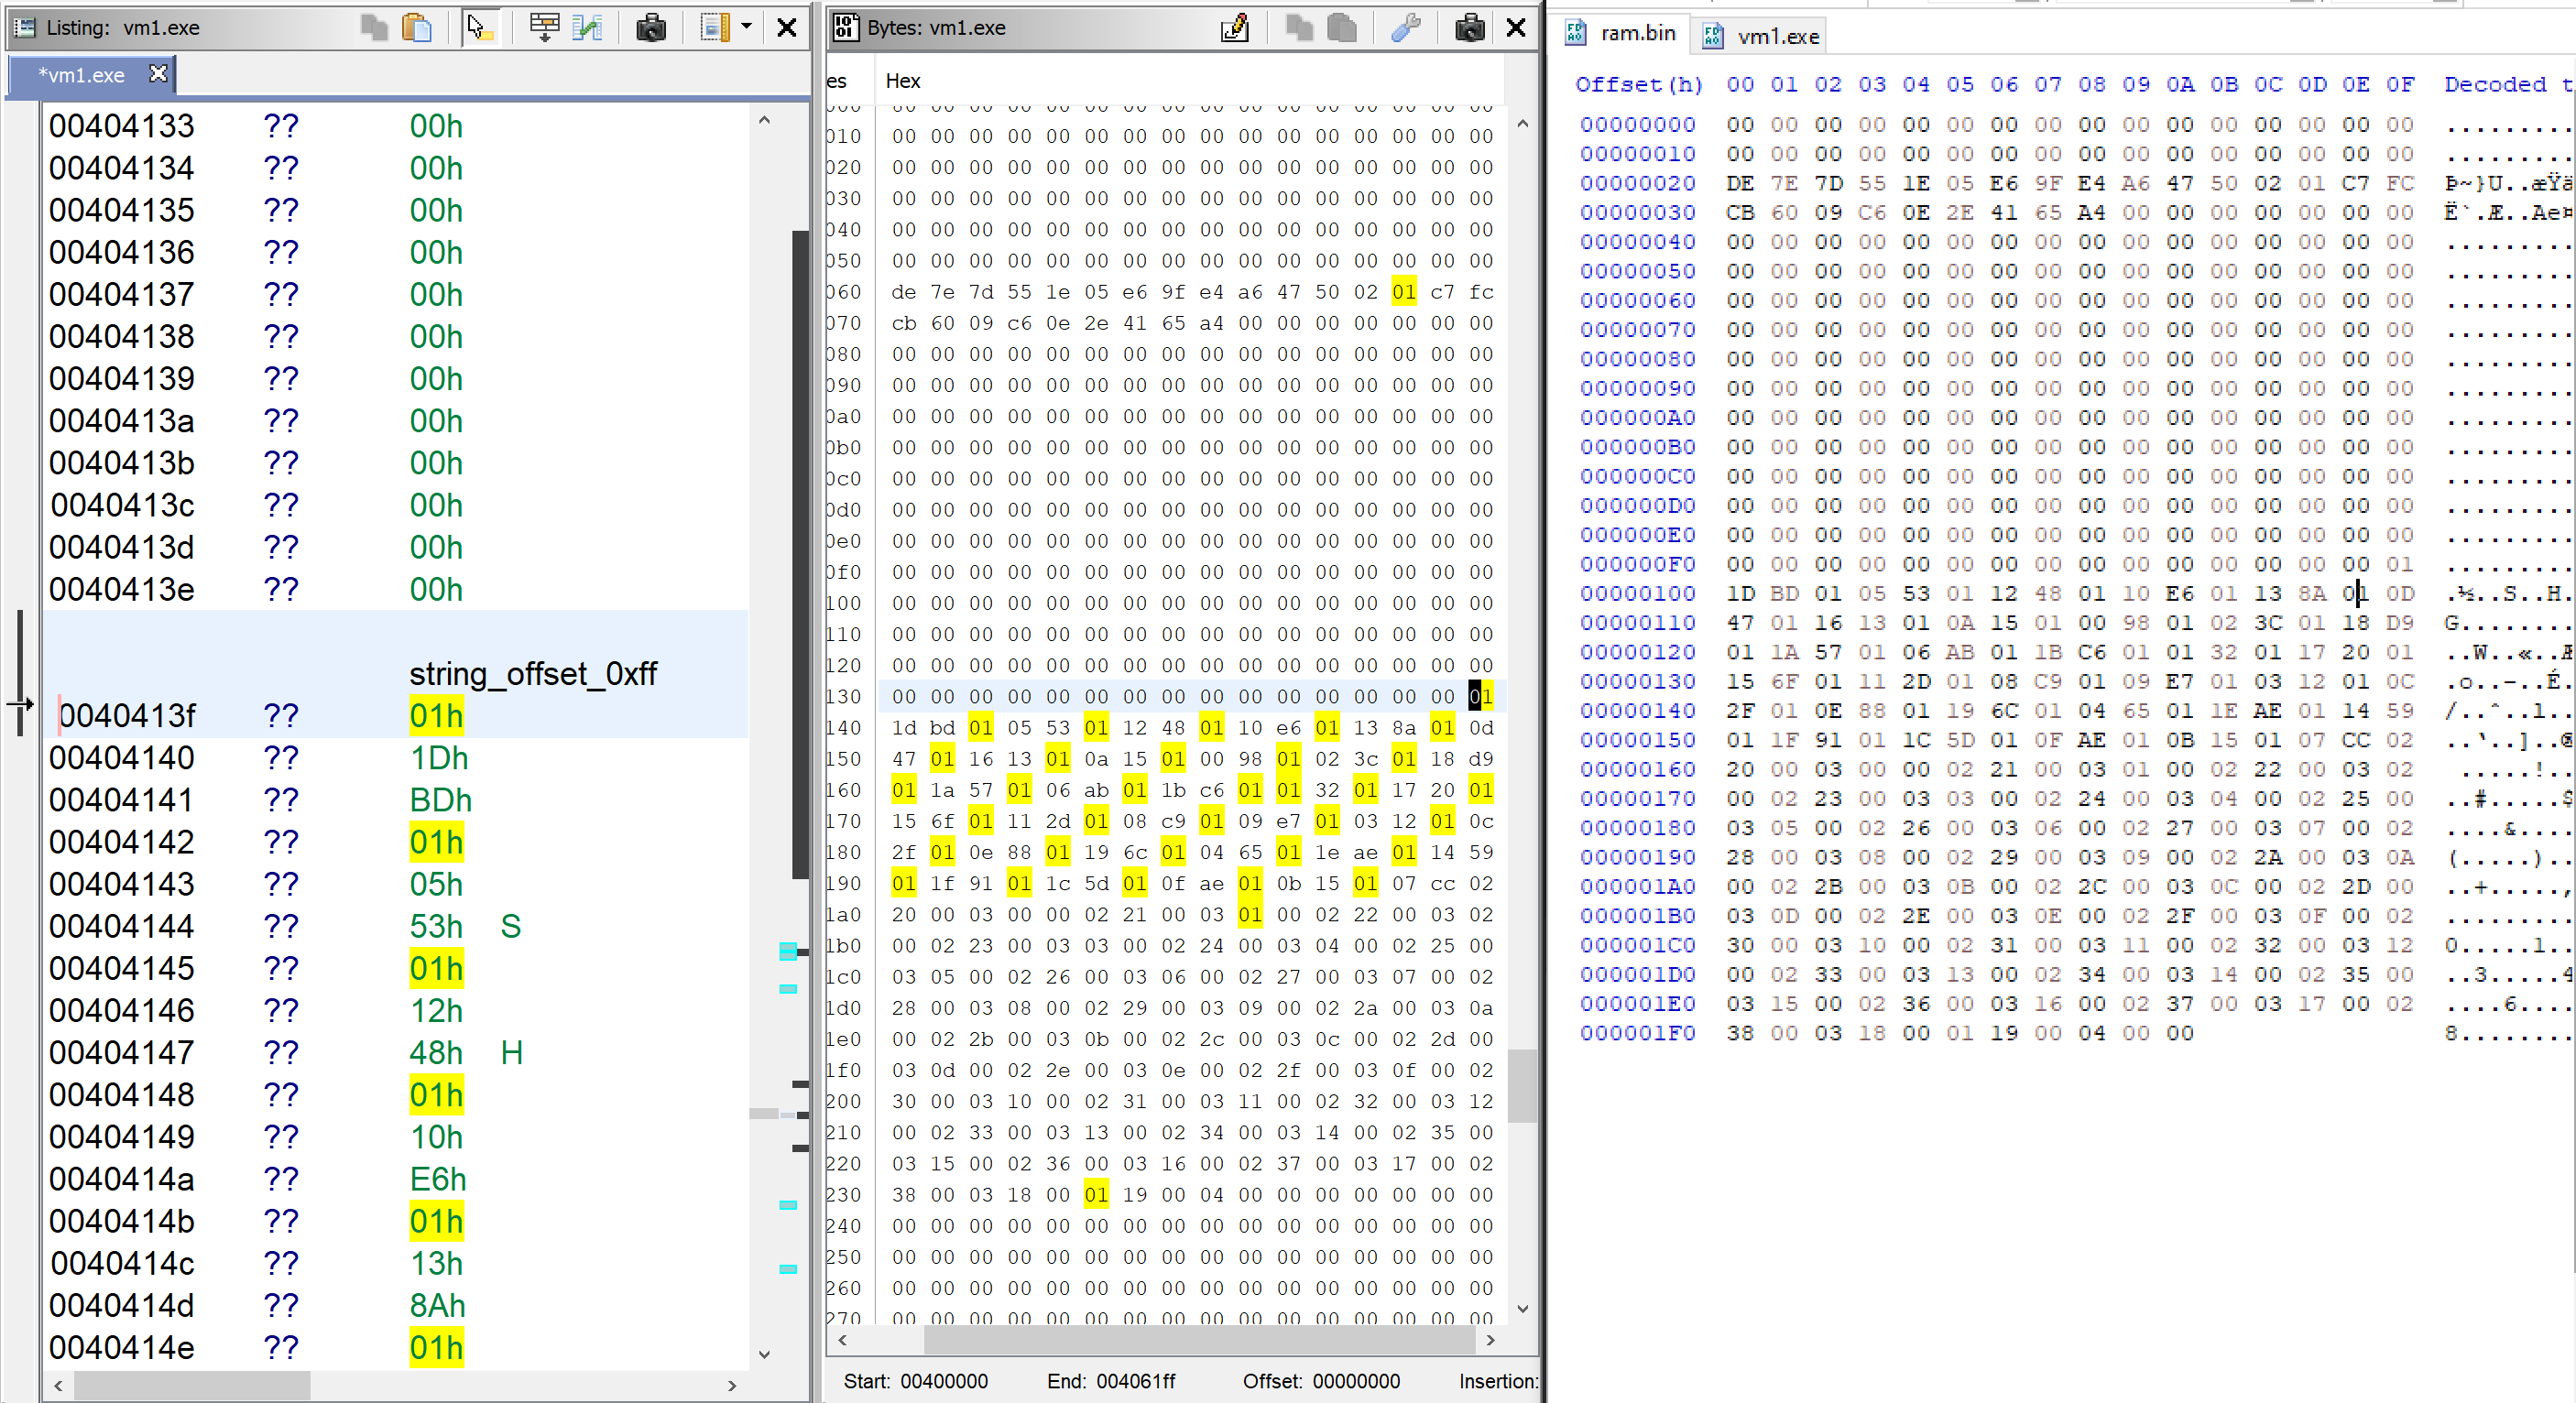 Listing: vm1.exe
*vm1.exe
00404133 ?? 00h
00404134 ?? 00h
00404135 ?? 00h
00404136 ?? 00h
00404137 ?? 00h
00404138 ?? 00h
00404139 ?? 00h
0040413a ?? 00h
0040413b ?? 00h
0040413c ?? 00h
0040413d ?? 00h
0040413e ?? 00h
string_offset_0xff
0040413f ?? 01h
00404140 ?? 1Dh
00404141 ?? BDh
00404142 ?? 01h
00404143 ?? 05h
00404144 ?? 53h S
00404145 ?? 01h
00404146 ?? 12h
00404147 ?? 48h H
00404148 ?? 01h
00404149 ?? 10h
0040414a ?? E6h
0040414b ?? 01h
0040414c ?? 13h
0040414d ?? 8Ah
0040414e ?? 01h
Bytes: vm1.exe
es Hex
000 80 00 00 00 00 00 00 00 00 00 00 00 00 00 00 00
010 00 00 00 00 00 00 00 00 00 00 00 00 00 00 00 00
020 00 00 00 00 00 00 00 00 00 00 00 00 00 00 00 00
030 00 00 00 00 00 00 00 00 00 00 00 00 00 00 00 00
040 00 00 00 00 00 00 00 00 00 00 00 00 00 00 00 00
050 00 00 00 00 00 00 00 00 00 00 00 00 00 00 00 00
060 de 7e 7d 55 1e 05 e6 9f e4 a6 47 50 02 01 c7 fc
070 cb 60 09 c6 0e 2e 41 65 a4 00 00 00 00 00 00 00
080 00 00 00 00 00 00 00 00 00 00 00 00 00 00 00 00
090 00 00 00 00 00 00 00 00 00 00 00 00 00 00 00 00
0a0 00 00 00 00 00 00 00 00 00 00 00 00 00 00 00 00
0b0 00 00 00 00 00 00 00 00 00 00 00 00 00 00 00 00
0c0 00 00 00 00 00 00 00 00 00 00 00 00 00 00 00 00
0d0 00 00 00 00 00 00 00 00 00 00 00 00 00 00 00 00
0e0 00 00 00 00 00 00 00 00 00 00 00 00 00 00 00 00
0f0 00 00 00 00 00 00 00 00 00 00 00 00 00 00 00 00
100 00 00 00 00 00 00 00 00 00 00 00 00 00 00 00 00
110 00 00 00 00 00 00 00 00 00 00 00 00 00 00 00 00
120 00 00 00 00 00 00 00 00 00 00 00 00 00 00 00 00
130 00 00 00 00 00 00 00 00 00 00 00 00 00 00 00 01
140 1d bd 01 05 53 01 12 48 01 10 e6 01 13 8a 01 0d
150 47 01 16 13 01 0a 15 01 00 98 01 02 3c 01 18 d9
160 01 1a 57 01 06 ab 01 1b c6 01 01 32 01 17 20 01
170 15 6f 01 11 2d 01 08 c9 01 09 e7 01 03 12 01 0c
180 2f 01 0e 88 01 19 6c 01 04 65 01 1e ae 01 14 59
190 01 1f 91 01 1c 5d 01 0f ae 01 0b 15 01 07 cc 02
1a0 20 00 03 00 00 02 21 00 03 01 00 02 22 00 03 02
1b0 00 02 23 00 03 03 00 02 24 00 03 04 00 02 25 00
1c0 03 05 00 02 26 00 03 06 00 02 27 00 03 07 00 02
1d0 28 00 03 08 00 02 29 00 03 09 00 02 2a 00 03 0a
1e0 00 02 2b 00 03 0b 00 02 2c 00 03 0c 00 02 2d 00
1f0 03 0d 00 02 2e 00 03 0e 00 02 2f 00 03 0f 00 02
200 30 00 03 10 00 02 31 00 03 11 00 02 32 00 03 12
210 00 02 33 00 03 13 00 02 34 00 03 14 00 02 35 00
220 03 15 00 02 36 00 03 16 00 02 37 00 03 17 00 02
230 38 00 03 18 00 01 19 00 04 00 00 00 00 00 00 00
240 00 00 00 00 00 00 00 00 00 00 00 00 00 00 00 00
250 00 00 00 00 00 00 00 00 00 00 00 00 00 00 00 00
260 00 00 00 00 00 00 00 00 00 00 00 00 00 00 00 00
270 00 00 00 00 00 00 00 00 00 00 00 00 00 00 00 00
Start: 00400000 End: 004061ff Offset: 00000000 Insertion:
ram.bin vm1.exe
Offset(h) 00 01 02 03 04 05 06 07 08 09 0A 0B 0C 0D 0E 0F Decoded t
00000000 00 00 00 00 00 00 00 00 00 00 00 00 00 00 00 00 .........
00000010 00 00 00 00 00 00 00 00 00 00 00 00 00 00 00 00 .........
00000020 DE 7E 7D 55 1E 05 E6 9F E4 A6 47 50 02 01 C7 FC Þ~}U..æŸä
00000030 CB 60 09 C6 0E 2E 41 65 A4 00 00 00 00 00 00 00 Ë`.Æ..Ae¤
00000040 00 00 00 00 00 00 00 00 00 00 00 00 00 00 00 00 .........
00000050 00 00 00 00 00 00 00 00 00 00 00 00 00 00 00 00 .........
00000060 00 00 00 00 00 00 00 00 00 00 00 00 00 00 00 00 .........
00000070 00 00 00 00 00 00 00 00 00 00 00 00 00 00 00 00 .........
00000080 00 00 00 00 00 00 00 00 00 00 00 00 00 00 00 00 .........
00000090 00 00 00 00 00 00 00 00 00 00 00 00 00 00 00 00 .........
000000A0 00 00 00 00 00 00 00 00 00 00 00 00 00 00 00 00 .........
000000B0 00 00 00 00 00 00 00 00 00 00 00 00 00 00 00 00 .........
000000C0 00 00 00 00 00 00 00 00 00 00 00 00 00 00 00 00 .........
000000D0 00 00 00 00 00 00 00 00 00 00 00 00 00 00 00 00 .........
000000E0 00 00 00 00 00 00 00 00 00 00 00 00 00 00 00 00 .........
000000F0 00 00 00 00 00 00 00 00 00 00 00 00 00 00 00 01 .........
00000100 1D BD 01 05 53 01 12 48 01 10 E6 01 13 8A 01 0D .½..S..H.
00000110 47 01 16 13 01 0A 15 01 00 98 01 02 3C 01 18 D9 G........
00000120 01 1A 57 01 06 AB 01 1B C6 01 01 32 01 17 20 01 ..W..«..Æ
00000130 15 6F 01 11 2D 01 08 C9 01 09 E7 01 03 12 01 0C .o..-..É.
00000140 2F 01 0E 88 01 19 6C 01 04 65 01 1E AE 01 14 59 /..ˆ..l..
00000150 01 1F 91 01 1C 5D 01 0F AE 01 0B 15 01 07 CC 02 ..‘..]..®
00000160 20 00 03 00 00 02 21 00 03 01 00 02 22 00 03 02 .....!..
00000170 00 02 23 00 03 03 00 02 24 00 03 04 00 02 25 00 ..#.....$
00000180 03 05 00 02 26 00 03 06 00 02 27 00 03 07 00 02 ....&....
00000190 28 00 03 08 00 02 29 00 03 09 00 02 2A 00 03 0A (.....)..
000001A0 00 02 2B 00 03 0B 00 02 2C 00 03 0C 00 02 2D 00 ..+.....,
000001B0 03 0D 00 02 2E 00 03 0E 00 02 2F 00 03 0F 00 02 .........
000001C0 30 00 03 10 00 02 31 00 03 11 00 02 32 00 03 12 0.....1..
000001D0 00 02 33 00 03 13 00 02 34 00 03 14 00 02 35 00 ..3.....4
000001E0 03 15 00 02 36 00 03 16 00 02 37 00 03 17 00 02 ....6....
000001F0 38 00 03 18 00 01 19 00 04 00 00 8........